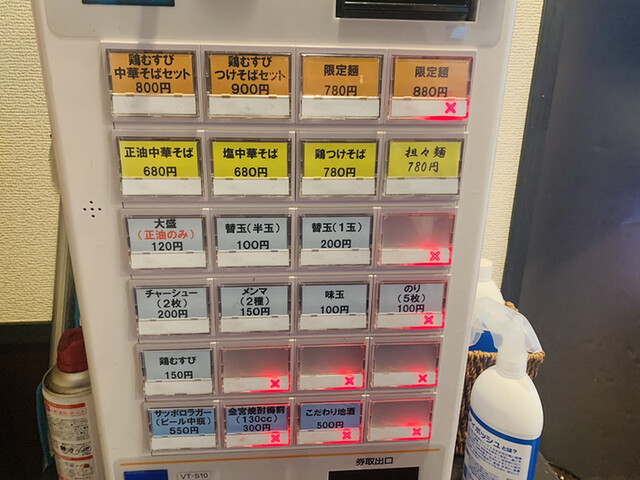 鶏むすび
中華そばセット
800円
鶏むすび
つけそばセット
900円
限定麺
780円
限定麺
880円
正油中華そば
680円
塩中華そば
680円
鶏つけそば
780円
担々麺
780円
大盛
(正油のみ)
120円
替玉(半玉)
100円
替玉(1玉)
200円
チャーシュー
(2枚)
200円
メンマ
(2種)
150円
味玉
100円
のり
(5枚)
100円
鶏むすび
150円
サッポロラガー
(ビール中瓶)
550円
金宮焼酎梅割
(130cc)
300円
こだわり地酒
500円
VT-S10
券取出口